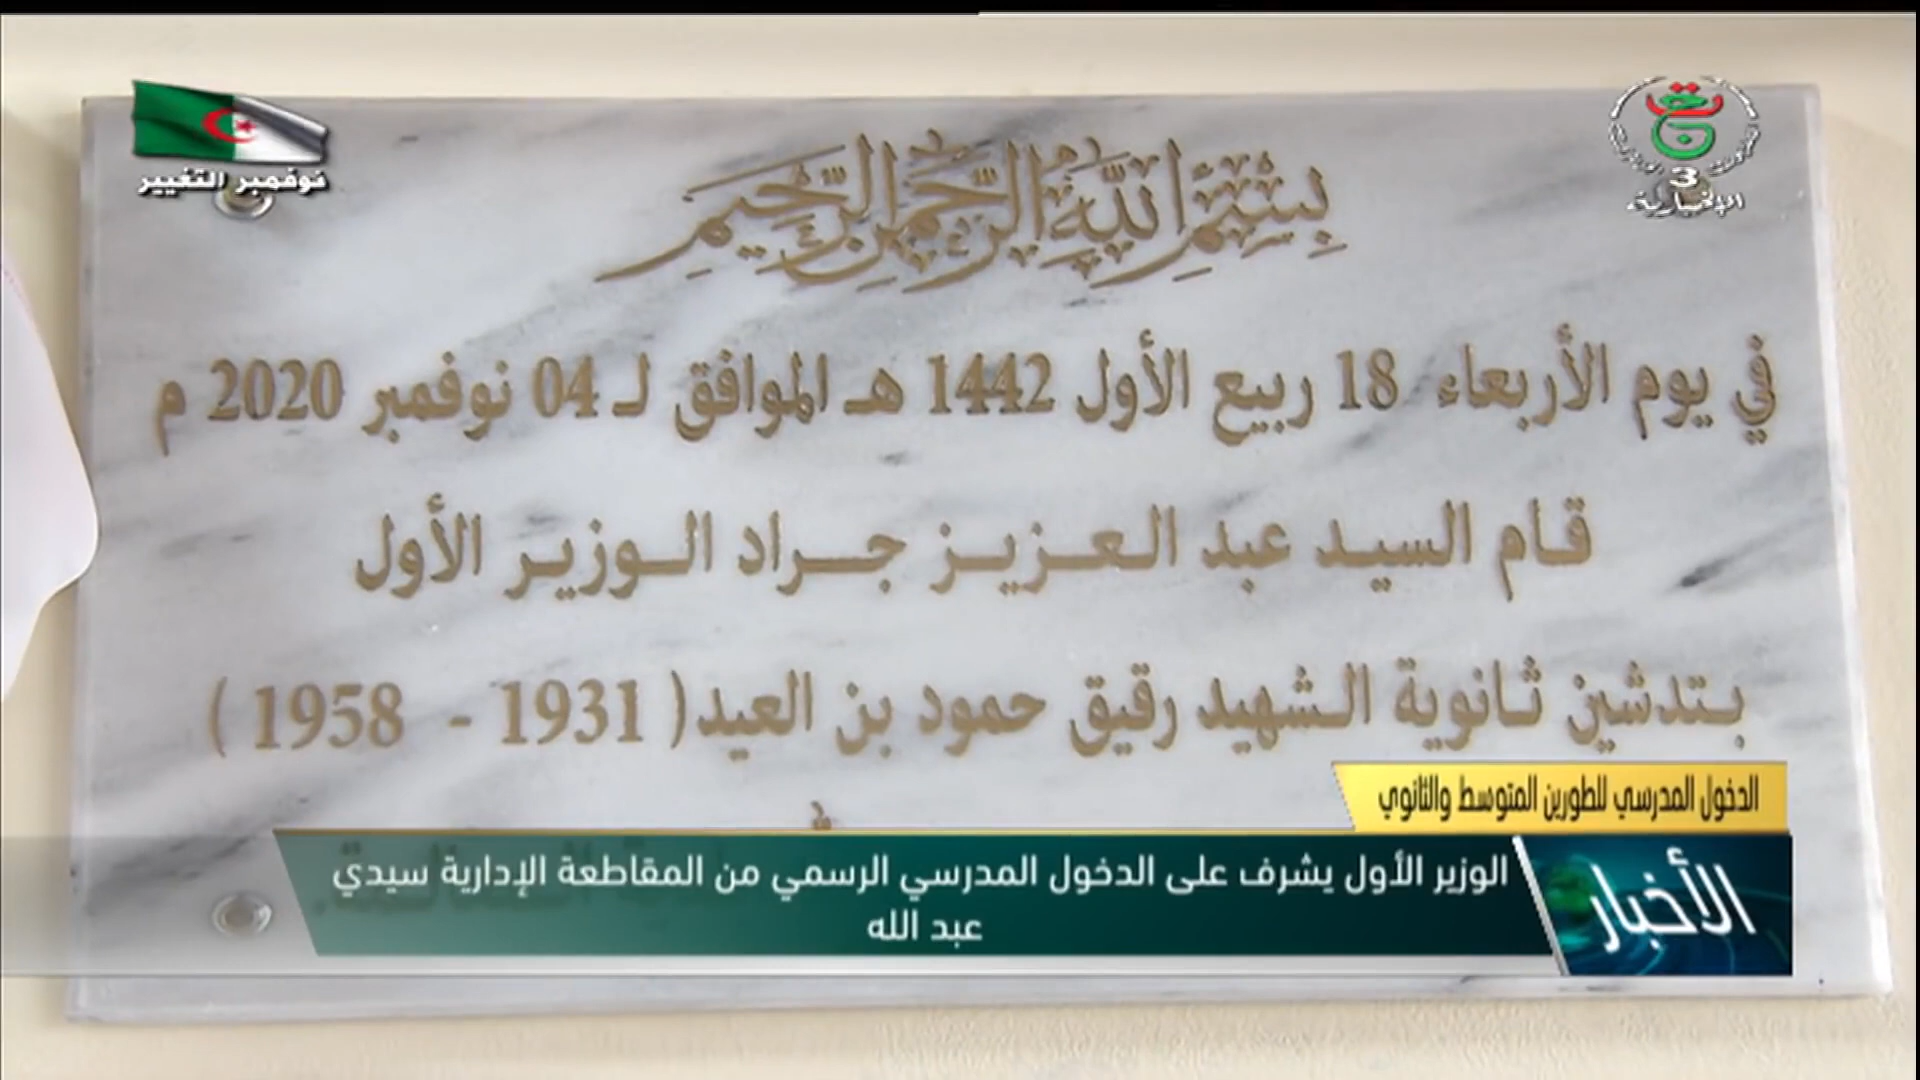 نوفمبر التغيير
3
الإخبارية
بسم الله الرحمن الرحيم
في يوم الأربعاء 18 ربيع الأول 1442 هـ الموافق لـ 04 نوفمبر 2020 م
قام السيد عبد العزيز جراد الوزير الأول
بتدشين ثانوية الشهيد رقيق حمود بن العيد ( 1931 - 1958 )
الدخول المدرسي للطورين المتوسط والثانوي
الأخبار
الوزير الأول يشرف على الدخول المدرسي الرسمي من المقاطعة الإدارية سيدي
عبد الله